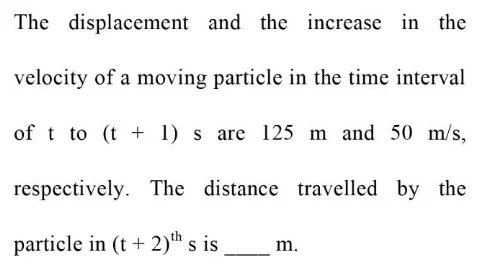 The displacement and the increase in the
velocity of a moving particle in the time interval
of t to (t + 1) s are 125 m and 50 m/s,
respectively. The distance travelled by the
particle in (t + 2)th s is ____ m.